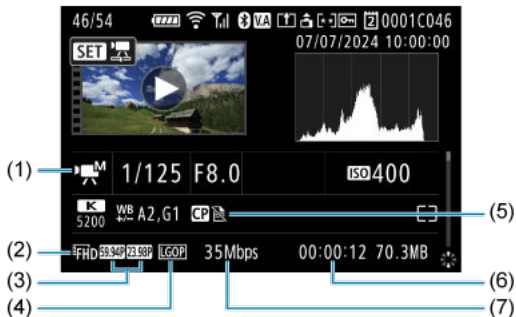 46/54 V.A 2 0001C046
07/07/2024 10:00:00
SET
(1) M 1/125 F8.0 ISO 400
K 5200 WB +/- A2,G1 CP (5)
(2) FHD 59.94P 23.98P LGOP 35Mbps 00:00:12 70.3MB
(3) (6)
(4) (7)